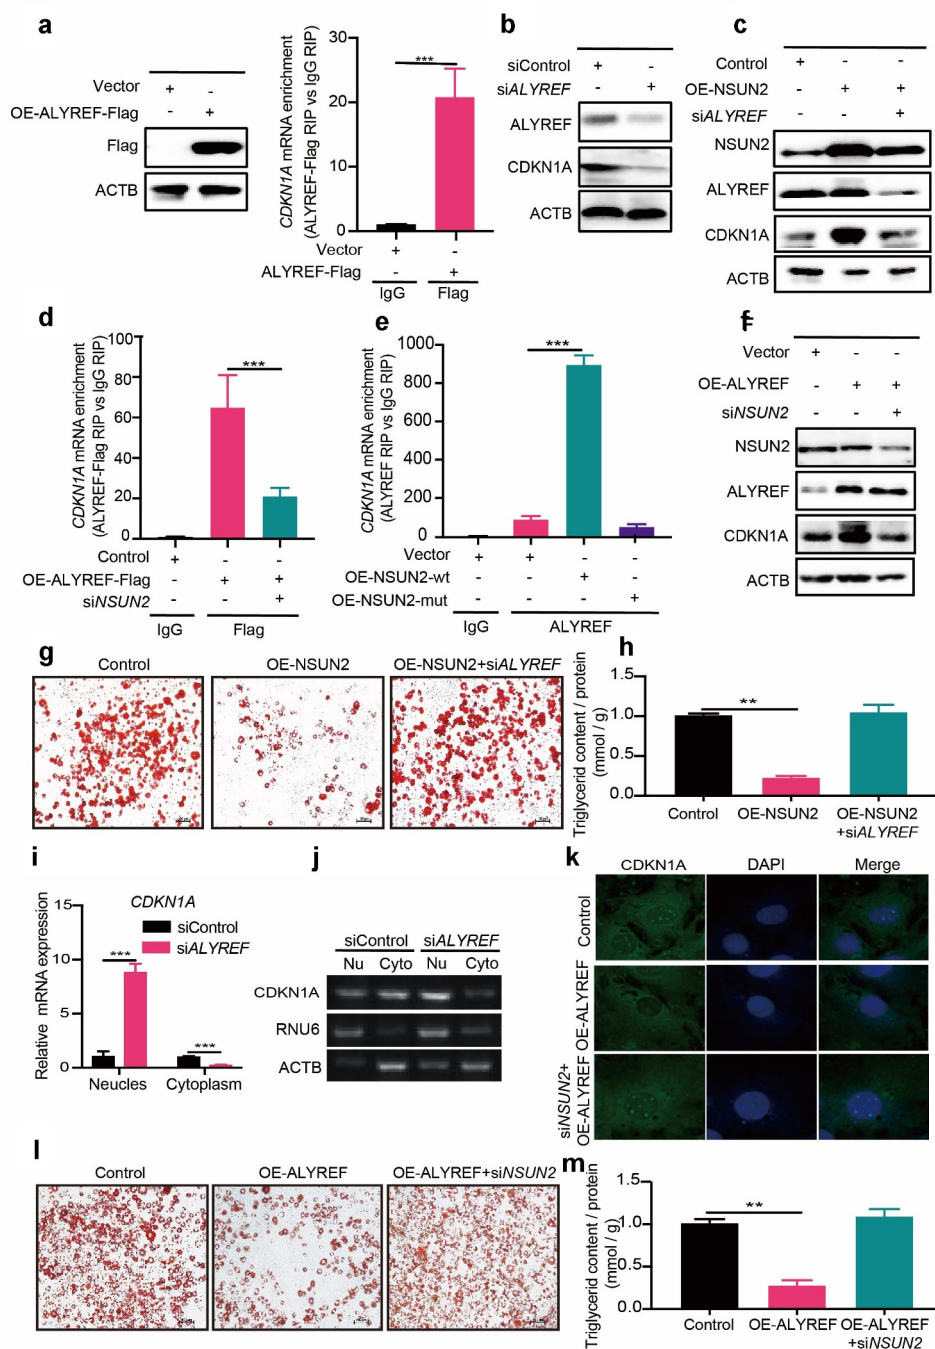 a
Vector + -
OE-ALYREF-Flag - +
Flag
ACTB
CDKN1A mRNA enrichment
(ALYREF-Flag RIP vs IgG RIP)
30
20
10
0
***
Vector + -
ALYREF-Flag - +
IgG Flag
b
siControl + -
siALYREF - +
ALYREF
CDKN1A
ACTB
c
Control + - -
OE-NSUN2 - + +
siALYREF - - +
NSUN2
ALYREF
CDKN1A
ACTB
d
CDKN1A mRNA enrichment
(ALYREF-Flag RIP vs IgG RIP)
100
80
60
40
20
0
***
Control + - -
OE-ALYREF-Flag - + +
siNSUN2 - - +
IgG Flag
e
CDKN1A mRNA enrichment
(ALYREF RIP vs IgG RIP)
1000
800
600
400
200
0
***
Vector + + - -
OE-NSUN2-wt - - + -
OE-NSUN2-mut - - - +
IgG ALYREF
f
Vector + - -
OE-ALYREF - + +
siNSUN2 - - +
NSUN2
ALYREF
CDKN1A
ACTB
g
Control OE-NSUN2 OE-NSUN2+siALYREF
h
Triglycerid content / protein
(mmol / g)
1.5
1.0
0.5
0.0
**
Control OE-NSUN2 OE-NSUN2
+siALYREF
i
Relative mRNA expression
15
10
5
0
CDKN1A
siControl
siALYREF
***
***
Neucles Cytoplasm
j
siControl siALYREF
Nu Cyto Nu Cyto
CDKN1A
RNU6
ACTB
k
CDKN1A DAPI Merge
Control
OE-ALYREF
siNSUN2+
OE-ALYREF
l
Control OE-ALYREF OE-ALYREF+siNSUN2
m
Triglycerid content / protein
(mmol / g)
1.5
1.0
0.5
0.0
**
Control OE-ALYREF OE-ALYREF
+siNSUN2